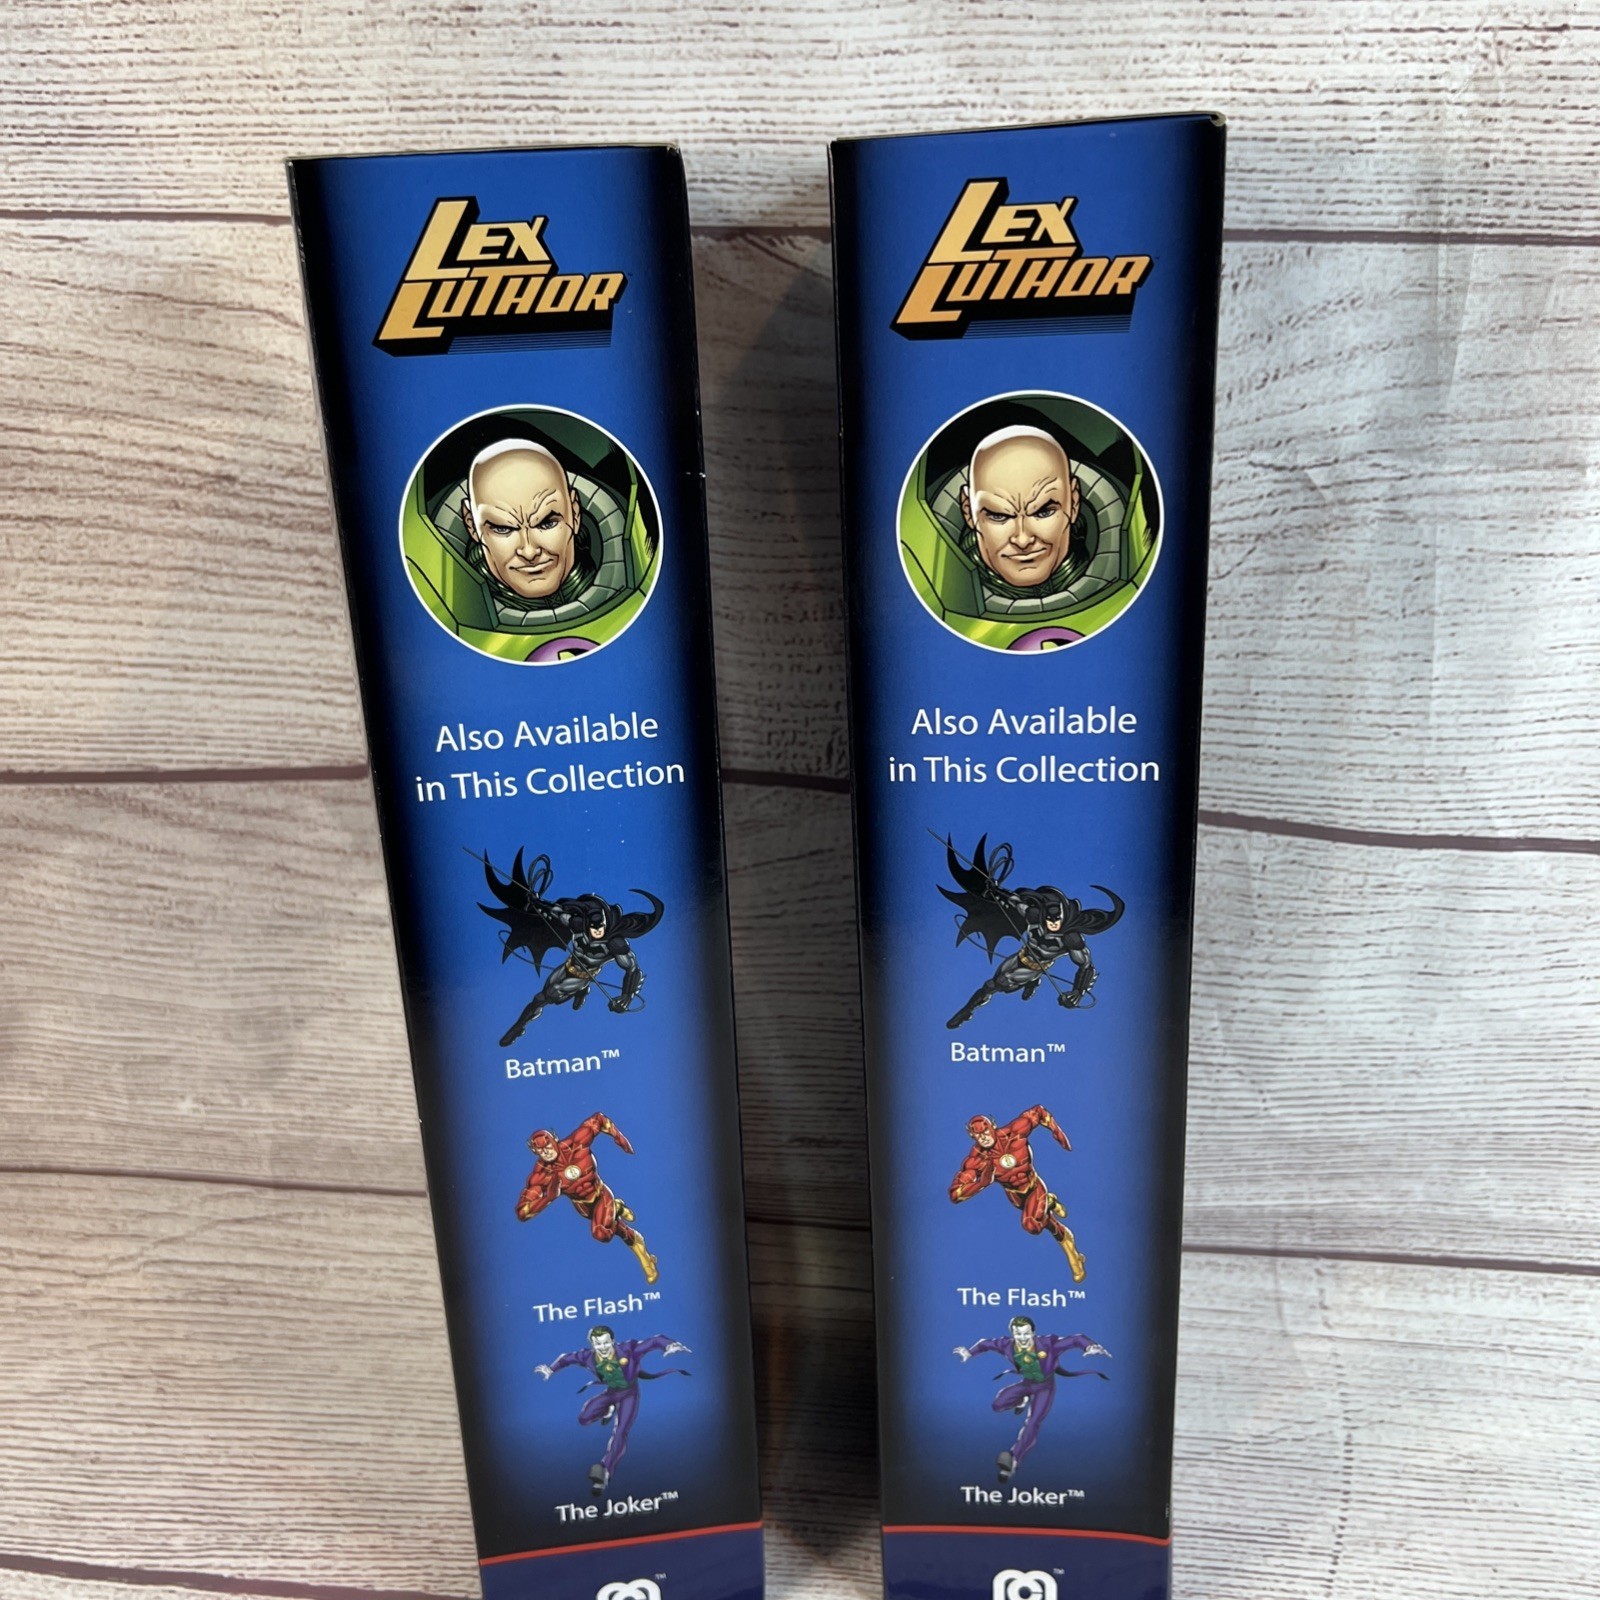 LEX
LUTHOR
Also Available
in This Collection
Batman™
The Flash™
The Joker™
LEX
LUTHOR
Also Available
in This Collection
Batman™
The Flash™
The Joker™